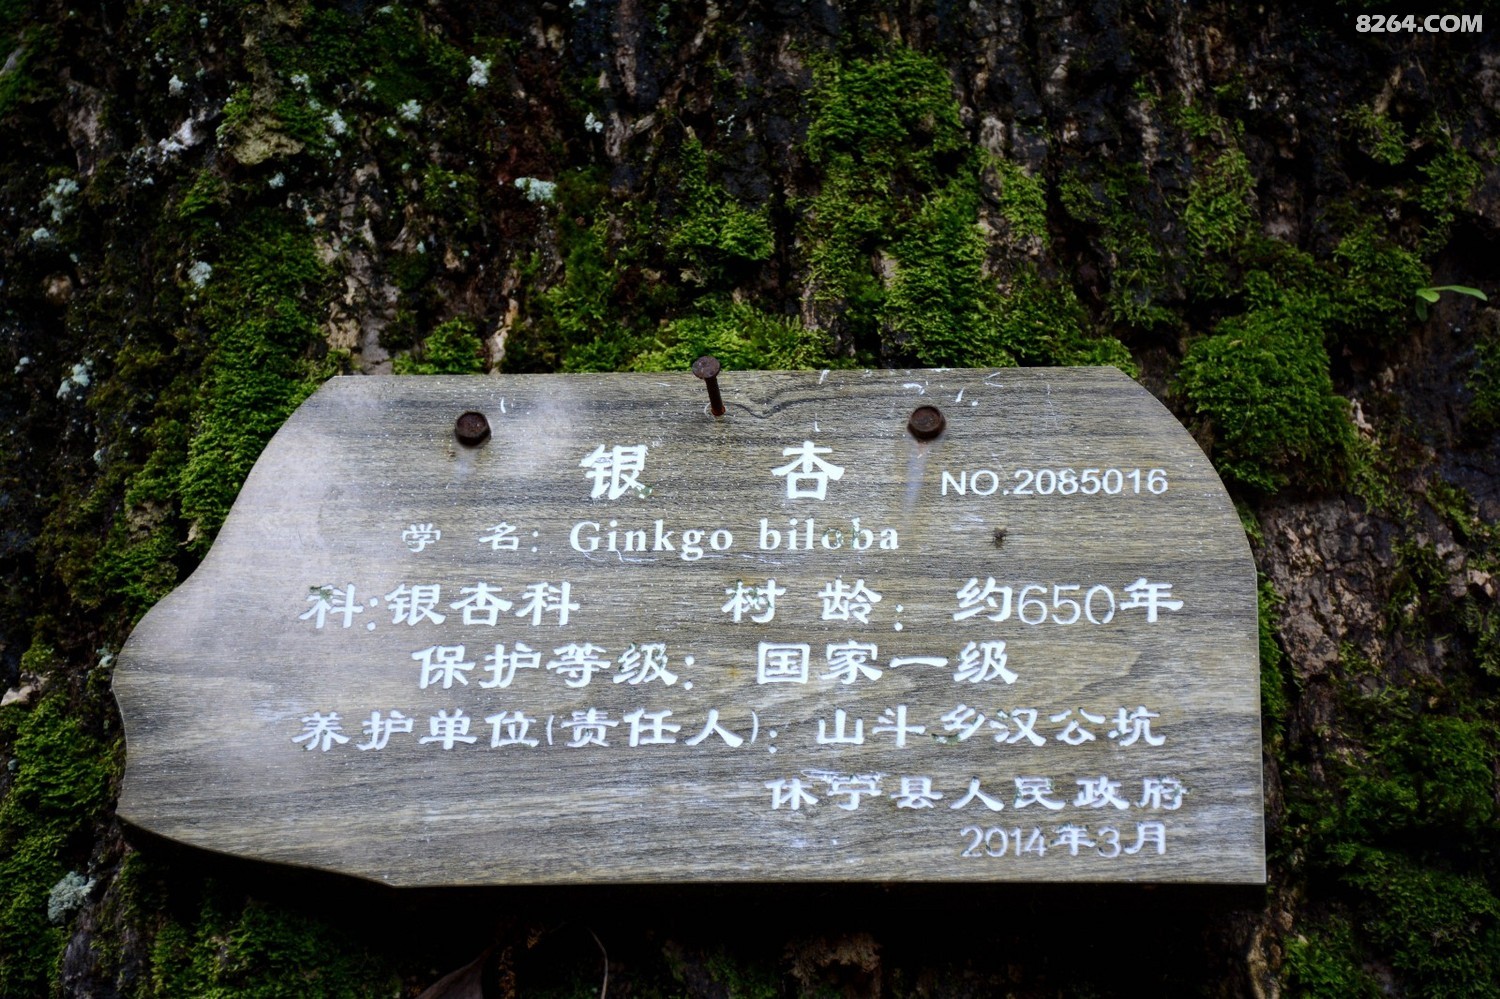 8264.COM
银 杏 NO.2085016
学 名: Ginkgo biloba
科:银杏科 树 龄: 约650年
保护等级: 国家一级
养护单位(责任人): 山斗乡汉公坑
休宁县人民政府
2014年3月